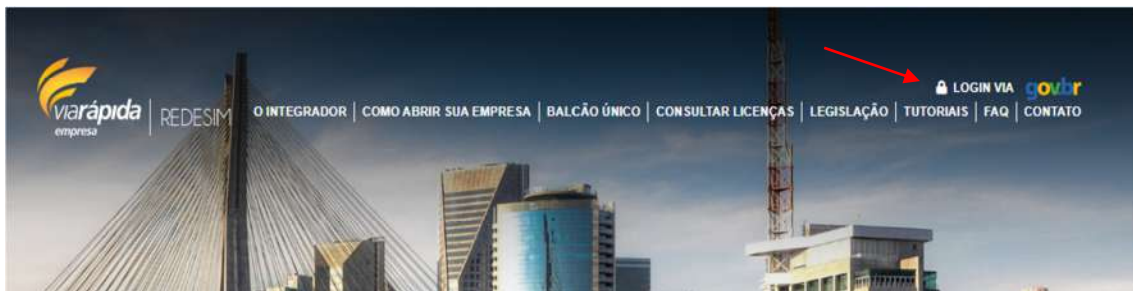 LOGIN VIA gov.br
viarápida
empresa
REDESIM
O INTEGRADOR | COMO ABRIR SUA EMPRESA | BALCÃO ÚNICO | CONSULTAR LICENÇAS | LEGISLAÇÃO | TUTORIAIS | FAQ | CONTATO